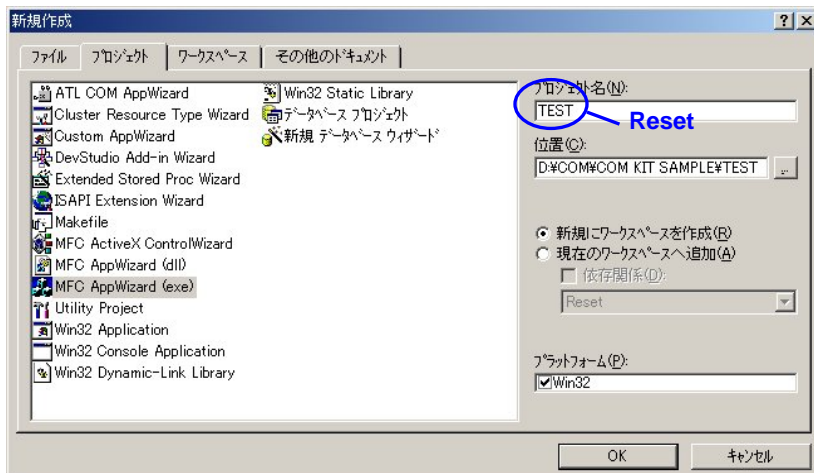 新規作成
ﾌｧｲﾙ
ﾌﾟﾛｼﾞｪｸﾄ
ﾜｰｸｽﾍﾟｰｽ
その他のﾄﾞｷｭﾒﾝﾄ
ATL COM AppWizard
Cluster Resource Type Wizard
Custom AppWizard
DevStudio Add-in Wizard
Extended Stored Proc Wizard
ISAPI Extension Wizard
Makefile
MFC ActiveX ControlWizard
MFC AppWizard (dll)
MFC AppWizard (exe)
Utility Project
Win32 Application
Win32 Console Application
Win32 Dynamic-Link Library
Win32 Static Library
ﾃﾞｰﾀﾍﾞｰｽ ﾌﾟﾛｼﾞｪｸﾄ
新規 ﾃﾞｰﾀﾍﾞｰｽ ｳｨｻﾞｰﾄﾞ
ﾌﾟﾛｼﾞｪｸﾄ名(N):
TEST
Reset
位置(C):
D:¥COM¥COM KIT SAMPLE¥TEST
...
新規にﾜｰｸｽﾍﾟｰｽを作成(R)
現在のﾜｰｸｽﾍﾟｰｽへ追加(A)
依存関係(D):
Reset
ﾌﾟﾗｯﾄﾌｫｰﾑ(P):
Win32
OK
ｷｬﾝｾﾙ